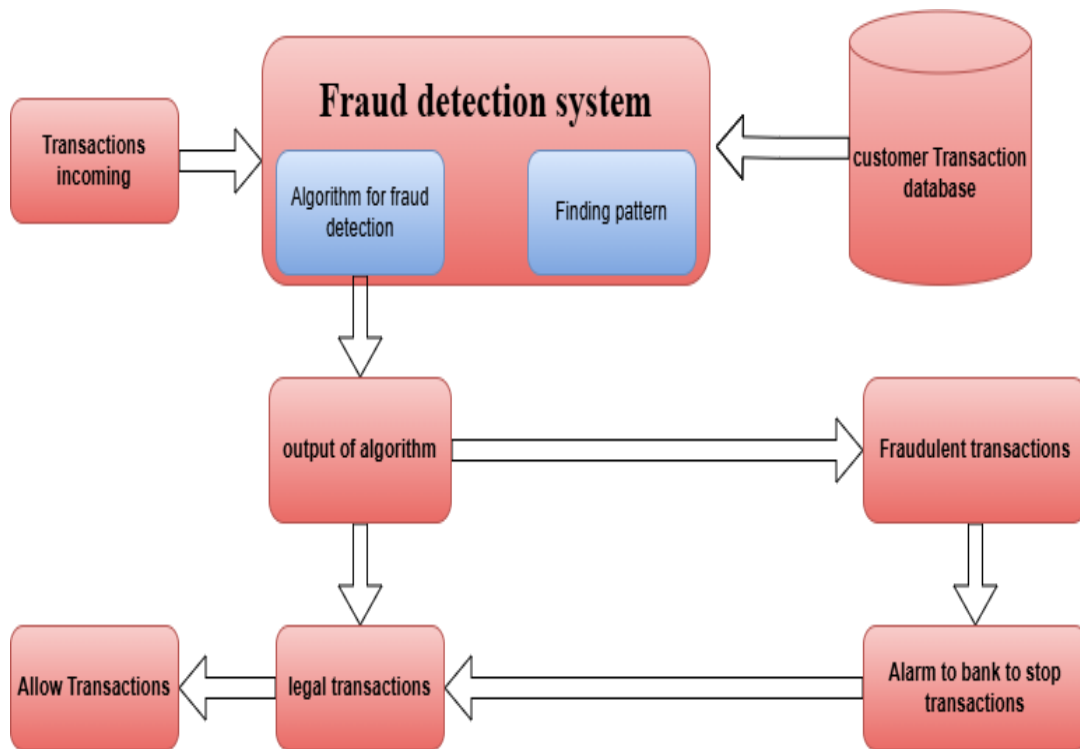 Fraud detection system
Transactions
incoming
Algorithm for fraud
detection
Finding pattern
customer Transaction
database
output of algorithm
Fraudulent transactions
Allow Transactions
legal transactions
Alarm to bank to stop
transactions